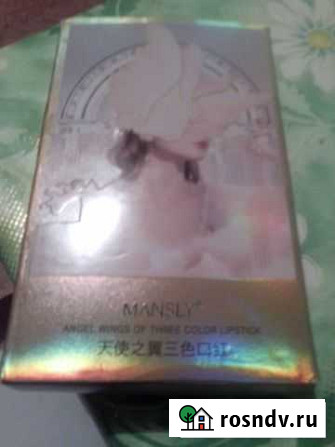 MANSLY®
ANGEL WINGS OF THREE COLOR LIPSTICK
天使之翼三色口红
rosndv.ru